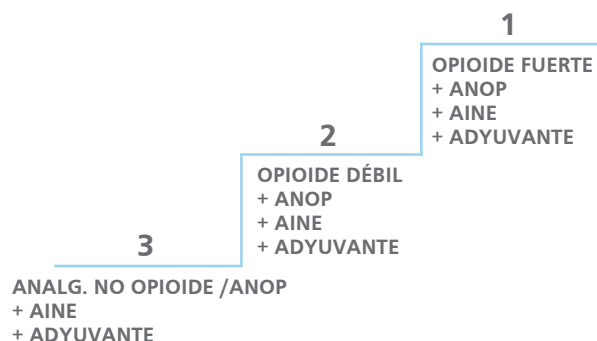 1
OPIOIDE FUERTE
+ ANOP
+ AINE
+ ADYUVANTE
2
OPIOIDE DÉBIL
+ ANOP
+ AINE
+ ADYUVANTE
3
ANALG. NO OPIOIDE /ANOP
+ AINE
+ ADYUVANTE